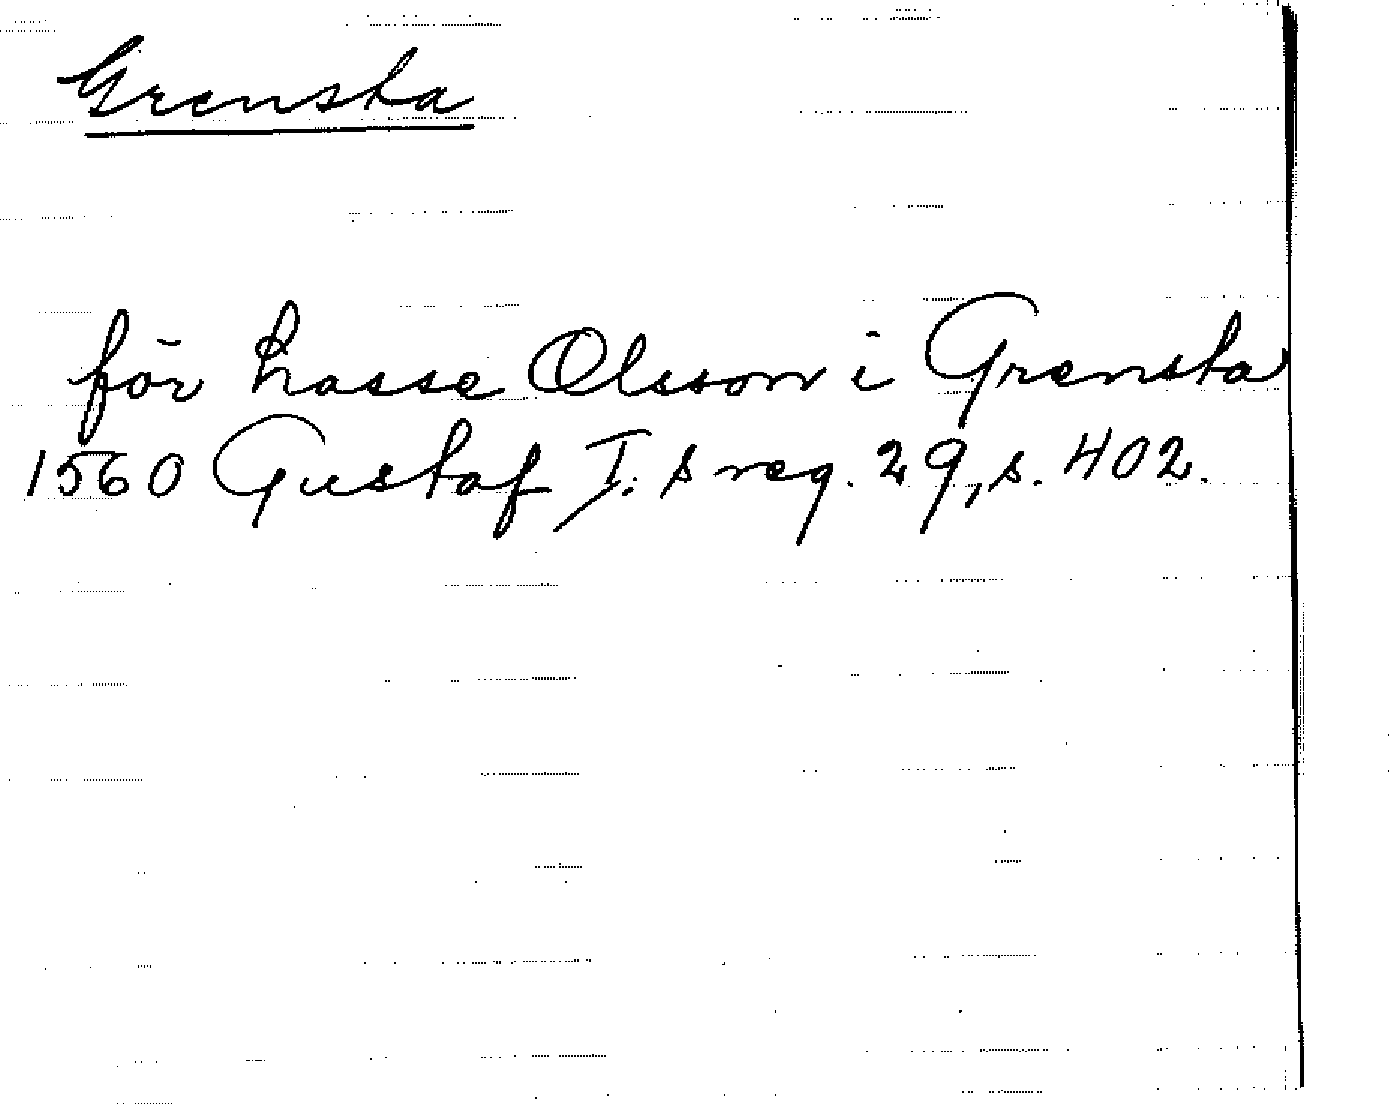 Grensta
för Lasse Olsson i Grensta
1560 Gustaf I:s reg. 29, s. 402.